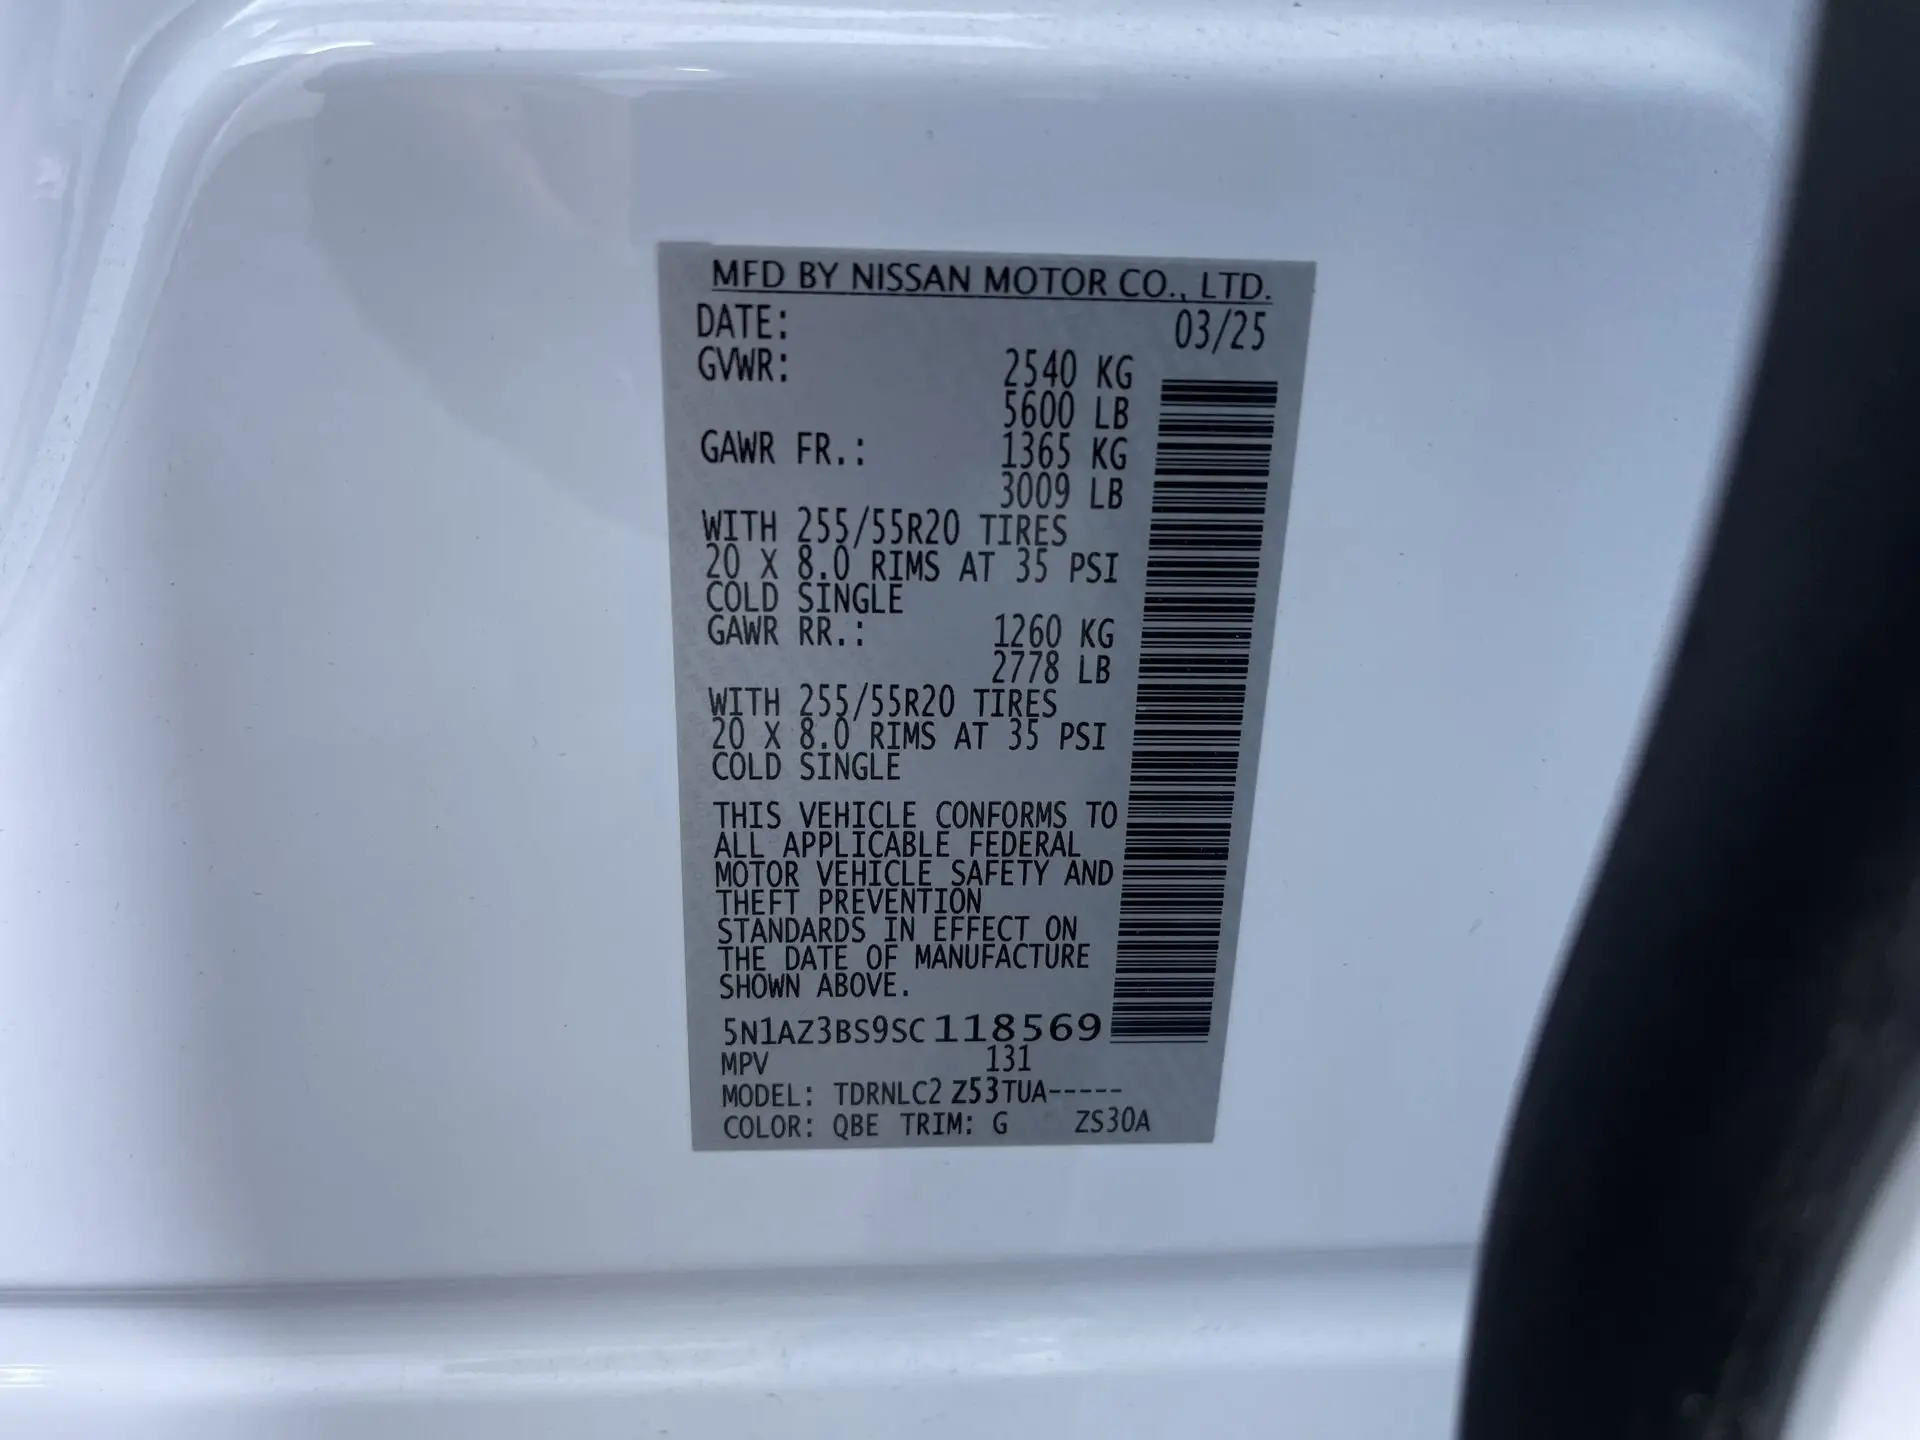 MFD BY NISSAN MOTOR CO., LTD.
DATE: 03/25
GVWR: 2540 KG
5600 LB
GAWR FR.: 1365 KG
3009 LB
WITH 255/55R20 TIRES
20 X 8.0 RIMS AT 35 PSI
COLD SINGLE
GAWR RR.: 1260 KG
2778 LB
WITH 255/55R20 TIRES
20 X 8.0 RIMS AT 35 PSI
COLD SINGLE
THIS VEHICLE CONFORMS TO
ALL APPLICABLE FEDERAL
MOTOR VEHICLE SAFETY AND
THEFT PREVENTION
STANDARDS IN EFFECT ON
THE DATE OF MANUFACTURE
SHOWN ABOVE.
5N1AZ3BS9SC118569
MPV 131
MODEL: TDRNLC2 Z53TUA-----
COLOR: QBE TRIM: G ZS30A